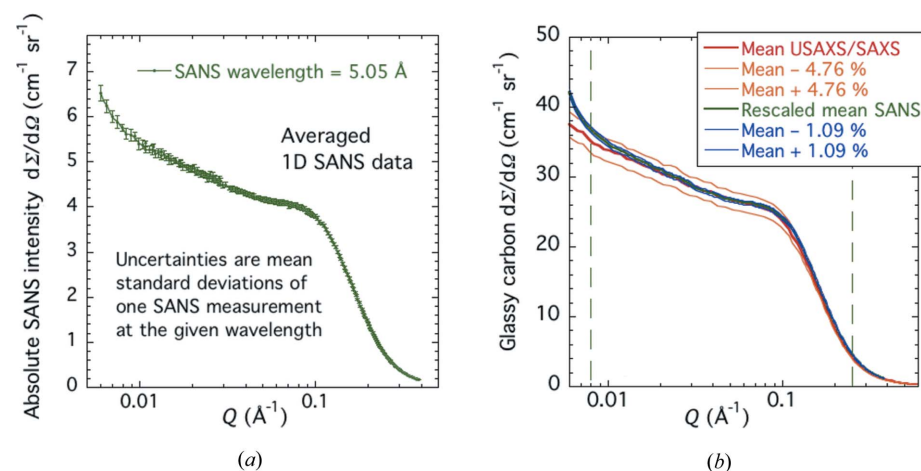 Absolute SANS intensity dΣ/dΩ (cm⁻¹ sr⁻¹)
7
6
5
4
3
2
1
0
SANS wavelength = 5.05 Å
Averaged
1D SANS data
Uncertainties are mean
standard deviations of
one SANS measurement
at the given wavelength
0.01
0.1
Q (Å⁻¹)
(a)
Glassy carbon dΣ/dΩ (cm⁻¹ sr⁻¹)
50
40
30
20
10
0
Mean USAXS/SAXS
Mean – 4.76 %
Mean + 4.76 %
Rescaled mean SANS
Mean – 1.09 %
Mean + 1.09 %
0.01
0.1
Q (Å⁻¹)
(b)